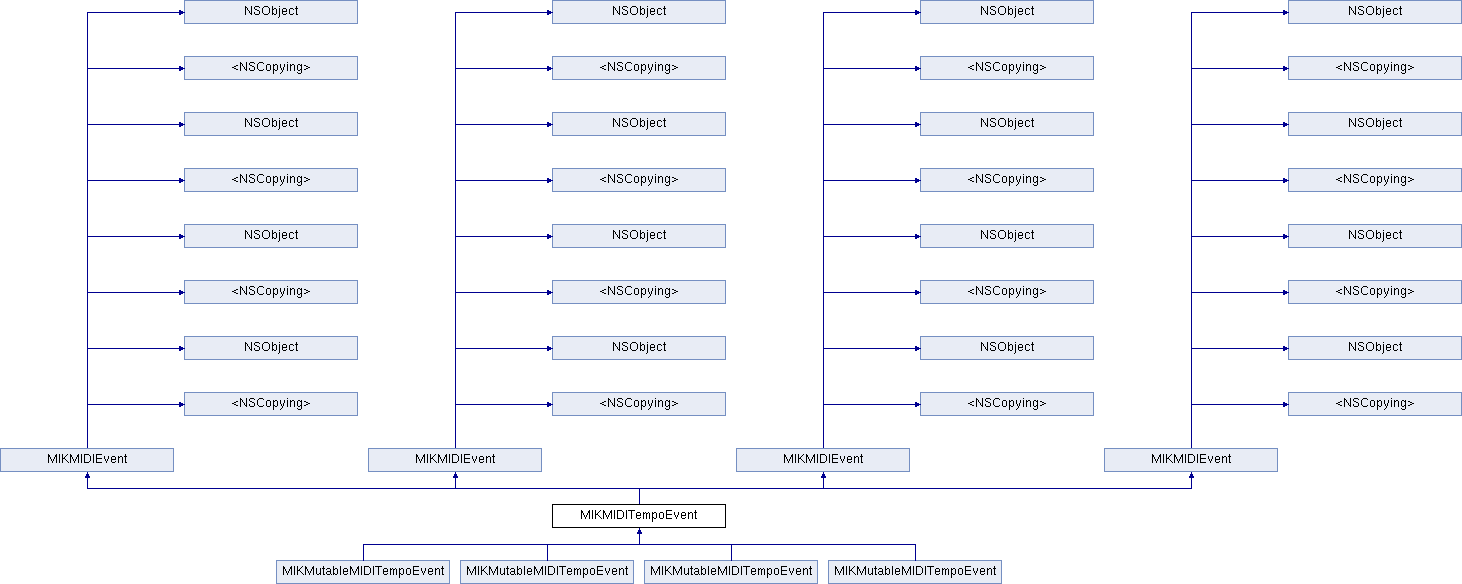 NSObject NSObject NSObject NSObject
<NSCopying> <NSCopying> <NSCopying> <NSCopying>
NSObject NSObject NSObject NSObject
<NSCopying> <NSCopying> <NSCopying> <NSCopying>
NSObject NSObject NSObject NSObject
<NSCopying> <NSCopying> <NSCopying> <NSCopying>
NSObject NSObject NSObject NSObject
<NSCopying> <NSCopying> <NSCopying> <NSCopying>
MIKMIDIEvent MIKMIDIEvent MIKMIDIEvent MIKMIDIEvent
MIKMIDITempoEvent
MIKMutableMIDITempoEvent MIKMutableMIDITempoEvent MIKMutableMIDITempoEvent MIKMutableMIDITempoEvent